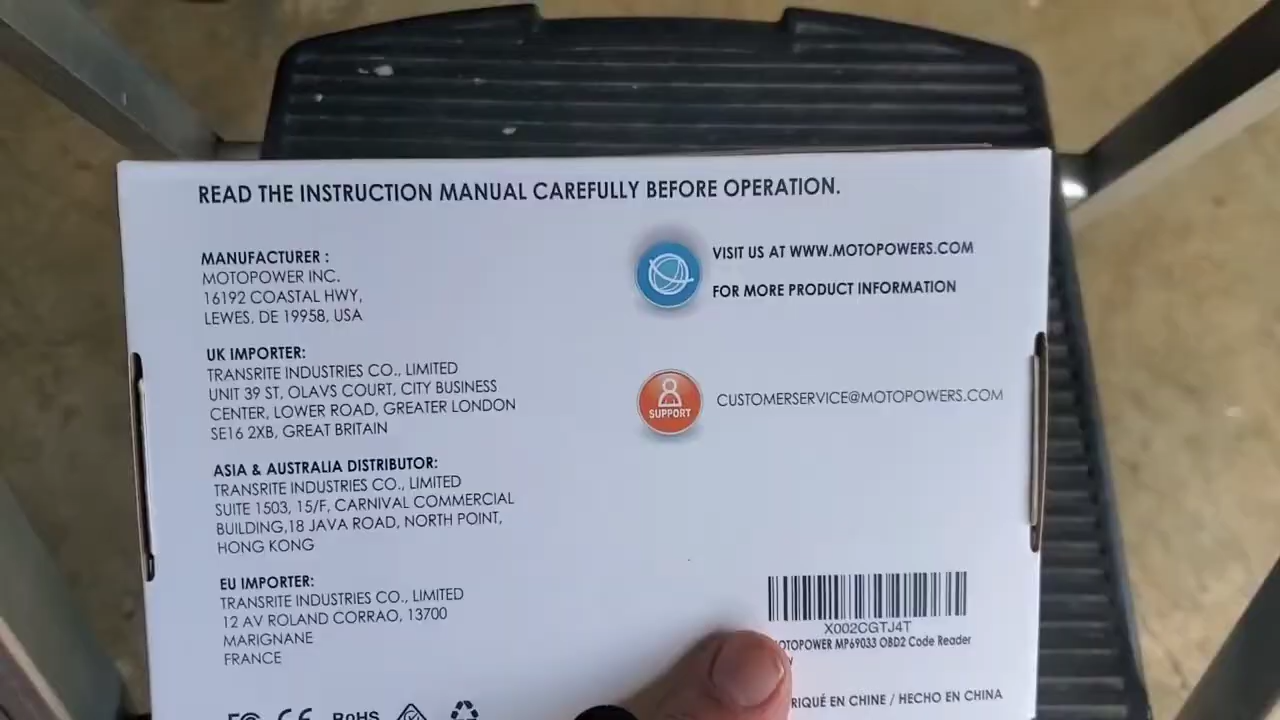 READ THE INSTRUCTION MANUAL CAREFULLY BEFORE OPERATION.
MANUFACTURER :
MOTOPOWER INC.
16192 COASTAL HWY,
LEWES, DE 19958, USA
UK IMPORTER:
TRANSRITE INDUSTRIES CO., LIMITED
UNIT 39 ST, OLAVS COURT, CITY BUSINESS
CENTER, LOWER ROAD, GREATER LONDON
SE16 2XB, GREAT BRITAIN
ASIA & AUSTRALIA DISTRIBUTOR:
TRANSRITE INDUSTRIES CO., LIMITED
SUITE 1503, 15/F, CARNIVAL COMMERCIAL
BUILDING,18 JAVA ROAD, NORTH POINT,
HONG KONG
EU IMPORTER:
TRANSRITE INDUSTRIES CO., LIMITED
12 AV ROLAND CORRAO, 13700
MARIGNANE
FRANCE
FC CE RoHS
VISIT US AT WWW.MOTOPOWERS.COM
FOR MORE PRODUCT INFORMATION
SUPPORT
CUSTOMERSERVICE@MOTOPOWERS.COM
X002CGTJ4T
OTOPOWER MP69033 OBD2 Code Reader
RIQUÉ EN CHINE / HECHO EN CHINA